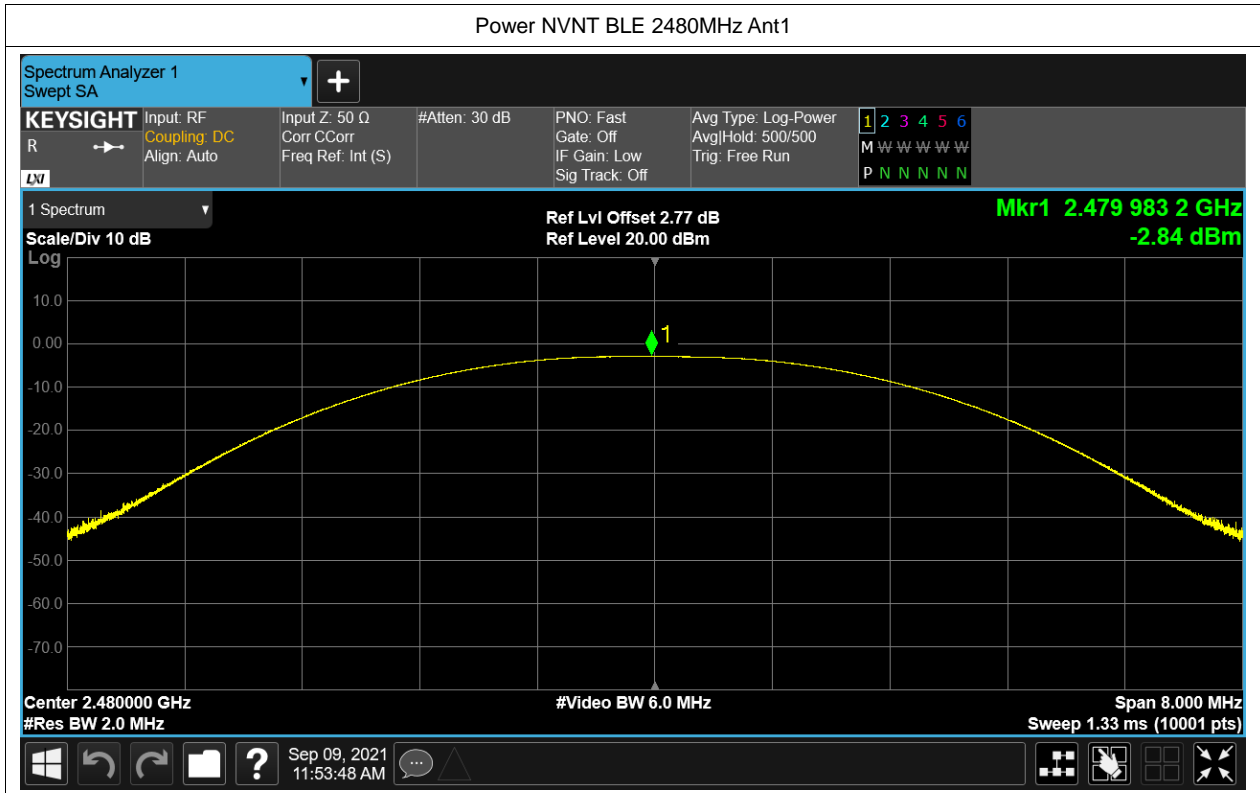 Power NVNT BLE 2480MHz Ant1
Spectrum Analyzer 1
Swept SA
▼
+
KEYSIGHT
R
LXI
Input: RF
Coupling: DC
Align: Auto
Input Z: 50 Ω
Corr CCorr
Freq Ref: Int (S)
#Atten: 30 dB
PNO: Fast
Gate: Off
IF Gain: Low
Sig Track: Off
Avg Type: Log-Power
Avg|Hold: 500/500
Trig: Free Run
1 2 3 4 5 6
M W W W W W
P N N N N N
1 Spectrum ▼
Scale/Div 10 dB
Log
Ref Lvl Offset 2.77 dB
Ref Level 20.00 dBm
Mkr1 2.479 983 2 GHz
-2.84 dBm
1
10.0
0.00
-10.0
-20.0
-30.0
-40.0
-50.0
-60.0
-70.0
Center 2.480000 GHz
#Res BW 2.0 MHz
#Video BW 6.0 MHz
Span 8.000 MHz
Sweep 1.33 ms (10001 pts)
?
Sep 09, 2021
11:53:48 AM